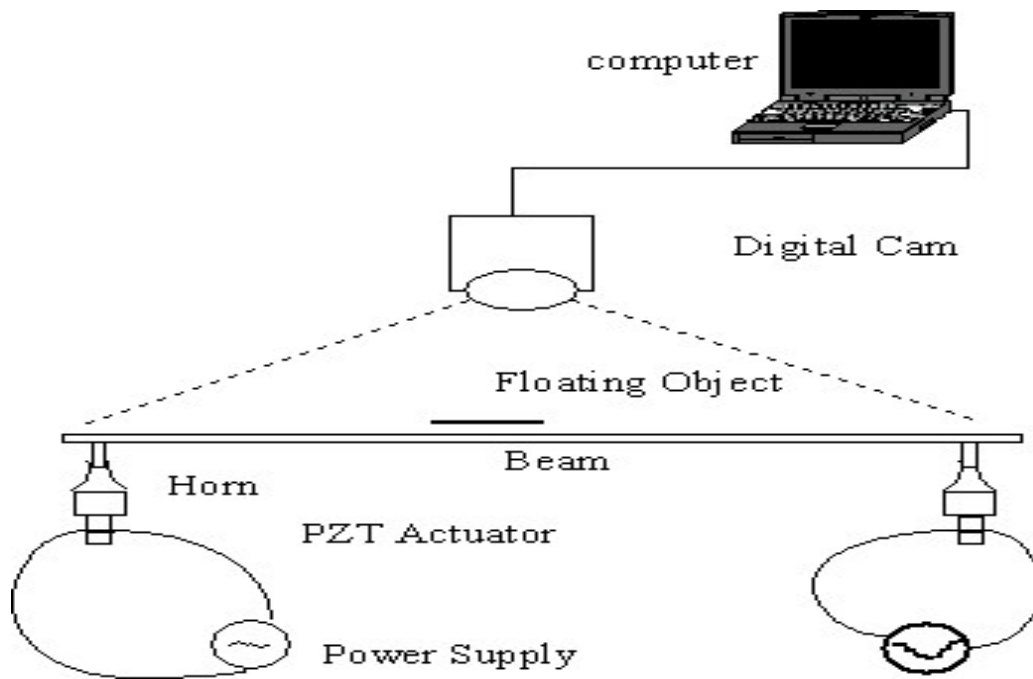 computer
Digital Cam
Floating Object
Beam
Horn
PZT Actuator
Power Supply